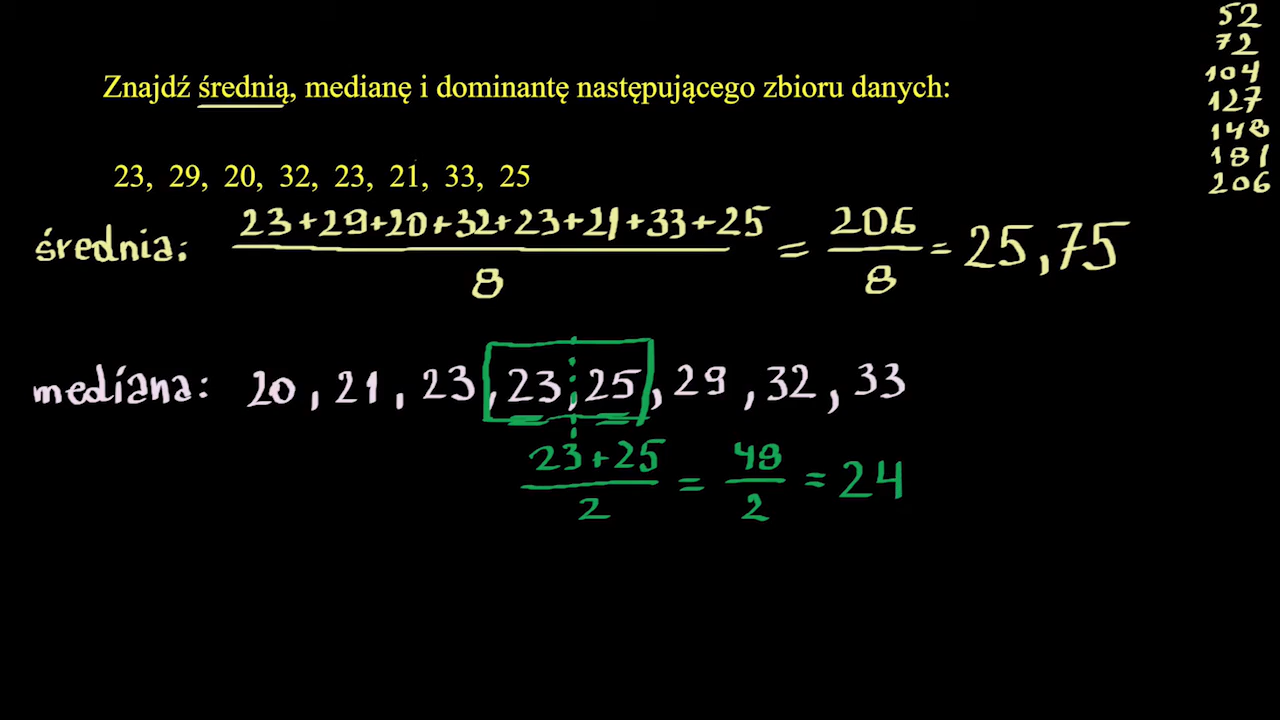 52
72
104
127
148
181
206
Znajdź średnią, medianę i dominantę następującego zbioru danych:
23, 29, 20, 32, 23, 21, 33, 25
średnia: 23+29+20+32+23+21+33+25 = 206 = 25,75
8 8
mediana: 20, 21, 23, 23, 25, 29, 32, 33
23+25 = 48 = 24
2 2